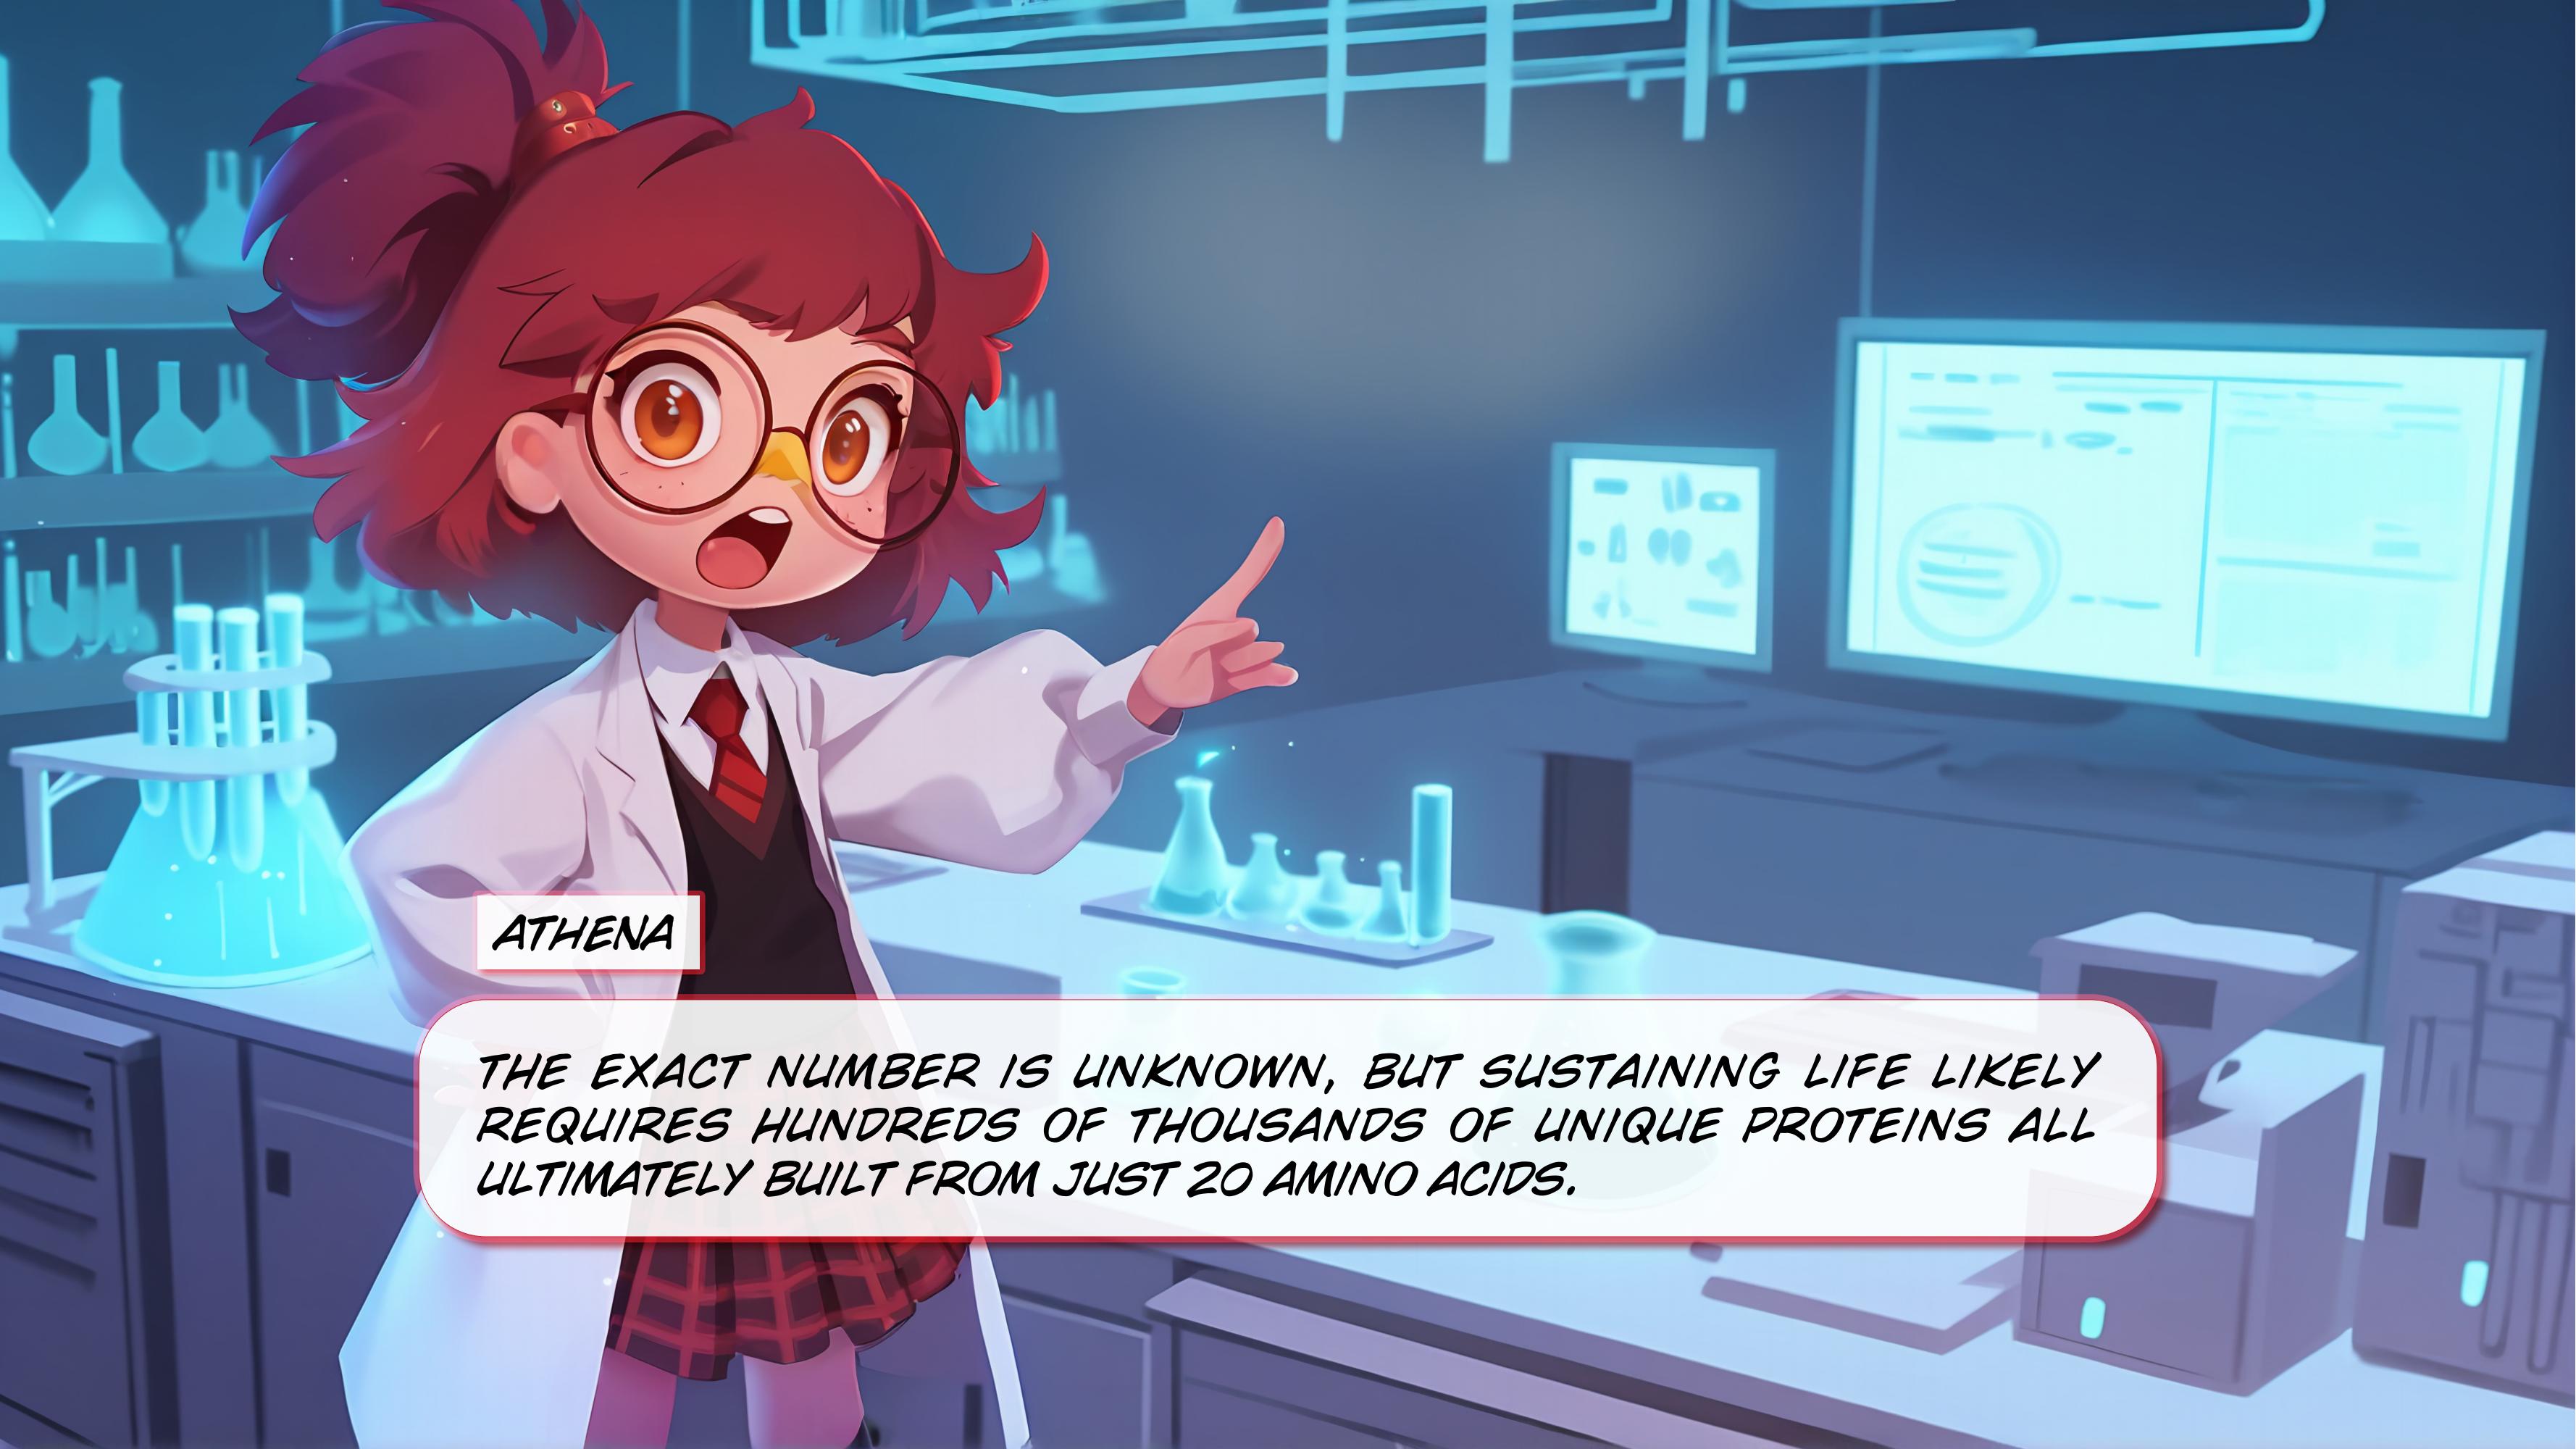 ATHENA
THE EXACT NUMBER IS UNKNOWN, BUT SUSTAINING LIFE LIKELY
REQUIRES HUNDREDS OF THOUSANDS OF UNIQUE PROTEINS ALL
ULTIMATELY BUILT FROM JUST 20 AMINO ACIDS.